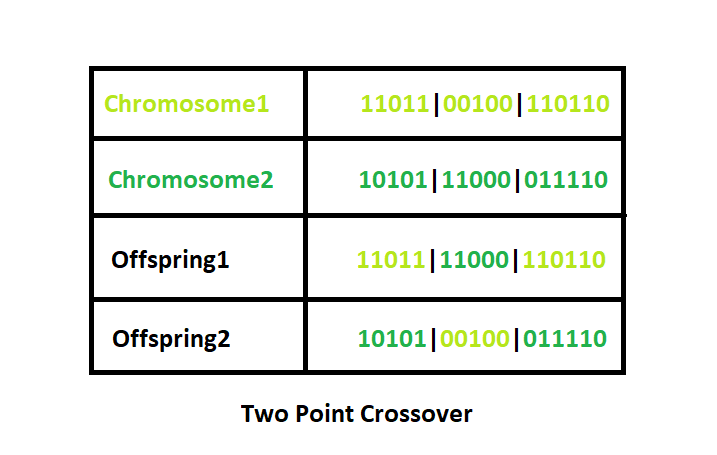 Chromosome1 11011|00100|110110
Chromosome2 10101|11000|011110
Offspring1 11011|11000|110110
Offspring2 10101|00100|011110
Two Point Crossover